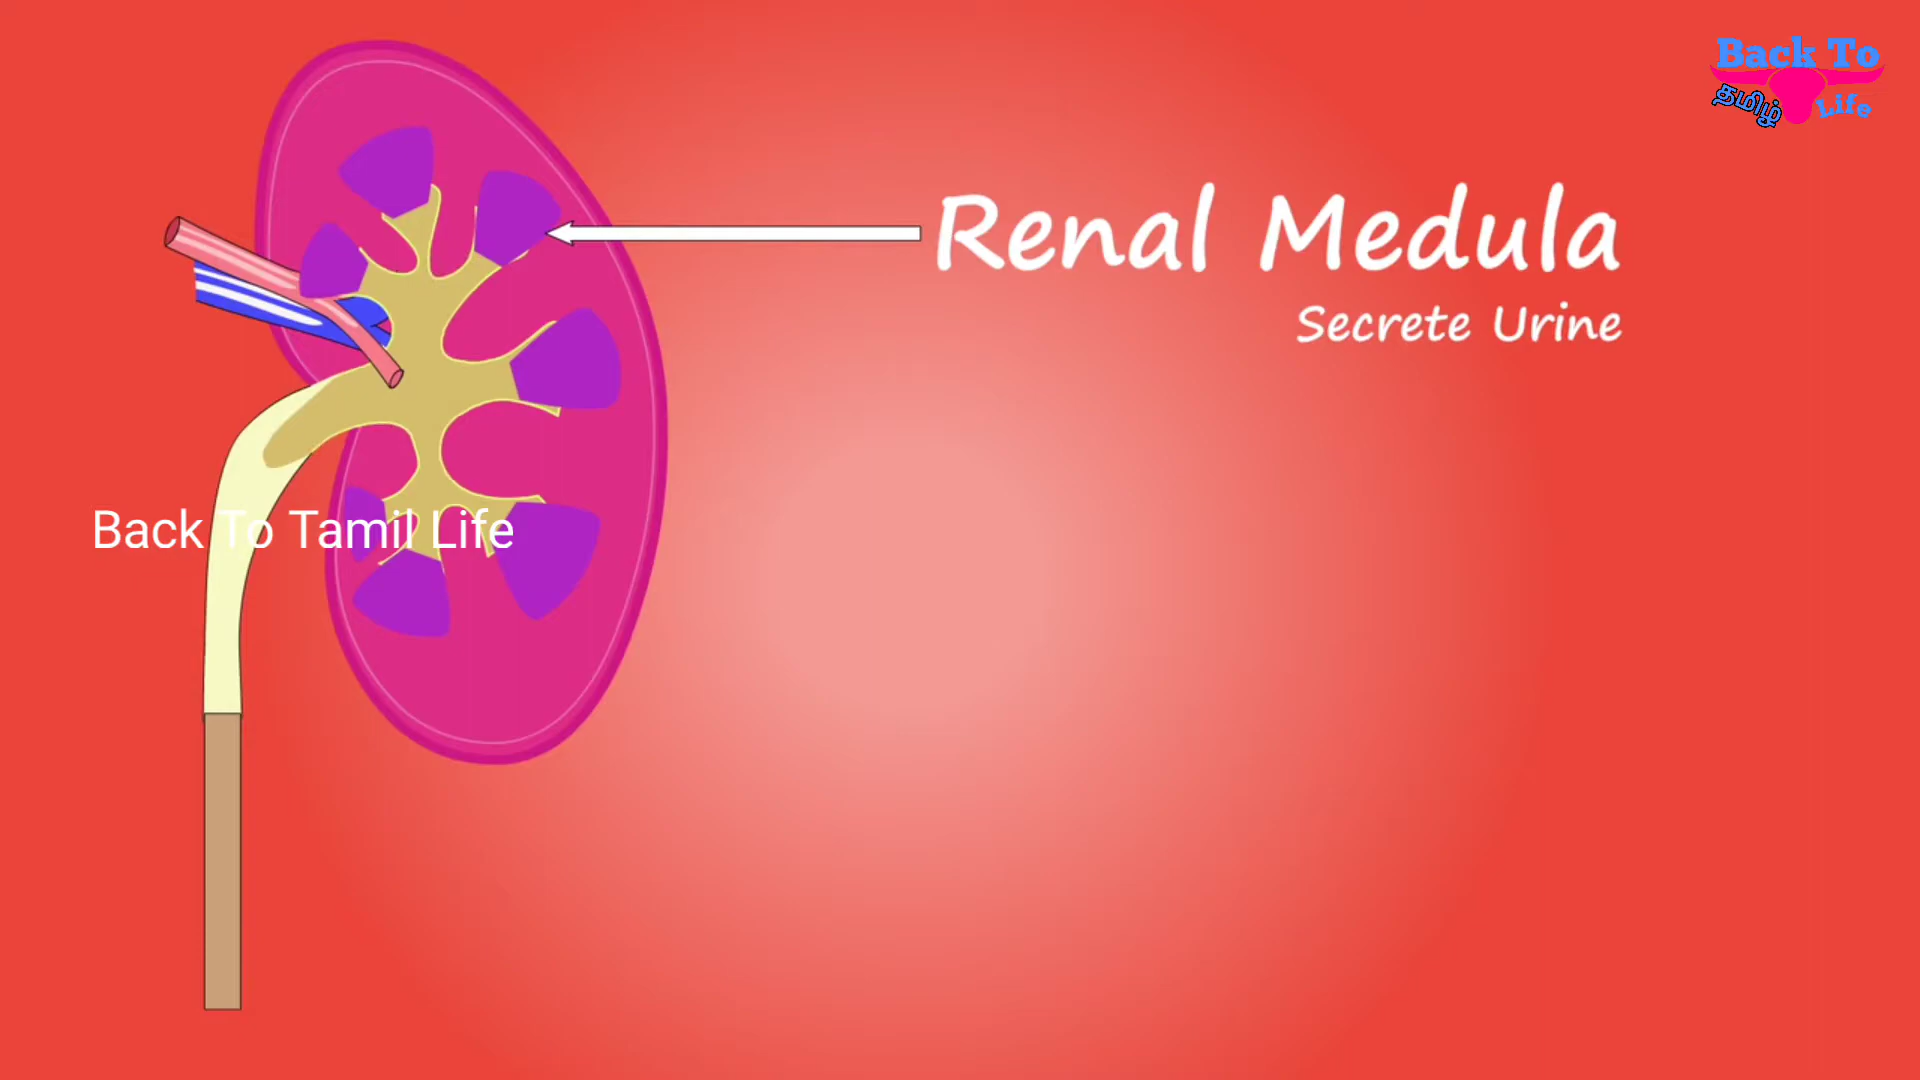 Back To
தமிழ் Life
Renal Medula
Secrete Urine
Back To Tamil Life